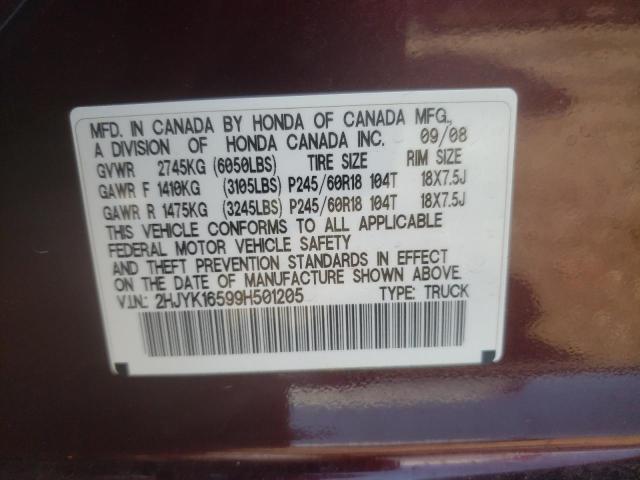 MFD. IN CANADA BY HONDA OF CANADA MFG.,
A DIVISION OF HONDA CANADA INC. 09/08
GVWR 2745KG (6050LBS) TIRE SIZE RIM SIZE
GAWR F 1410KG (3105LBS) P245/60R18 104T 18X7.5J
GAWR R 1475KG (3245LBS) P245/60R18 104T 18X7.5J
THIS VEHICLE CONFORMS TO ALL APPLICABLE
FEDERAL MOTOR VEHICLE SAFETY
AND THEFT PREVENTION STANDARDS IN EFFECT
ON THE DATE OF MANUFACTURE SHOWN ABOVE.
V.I.N.: 2HJYK16599H501205 TYPE: TRUCK